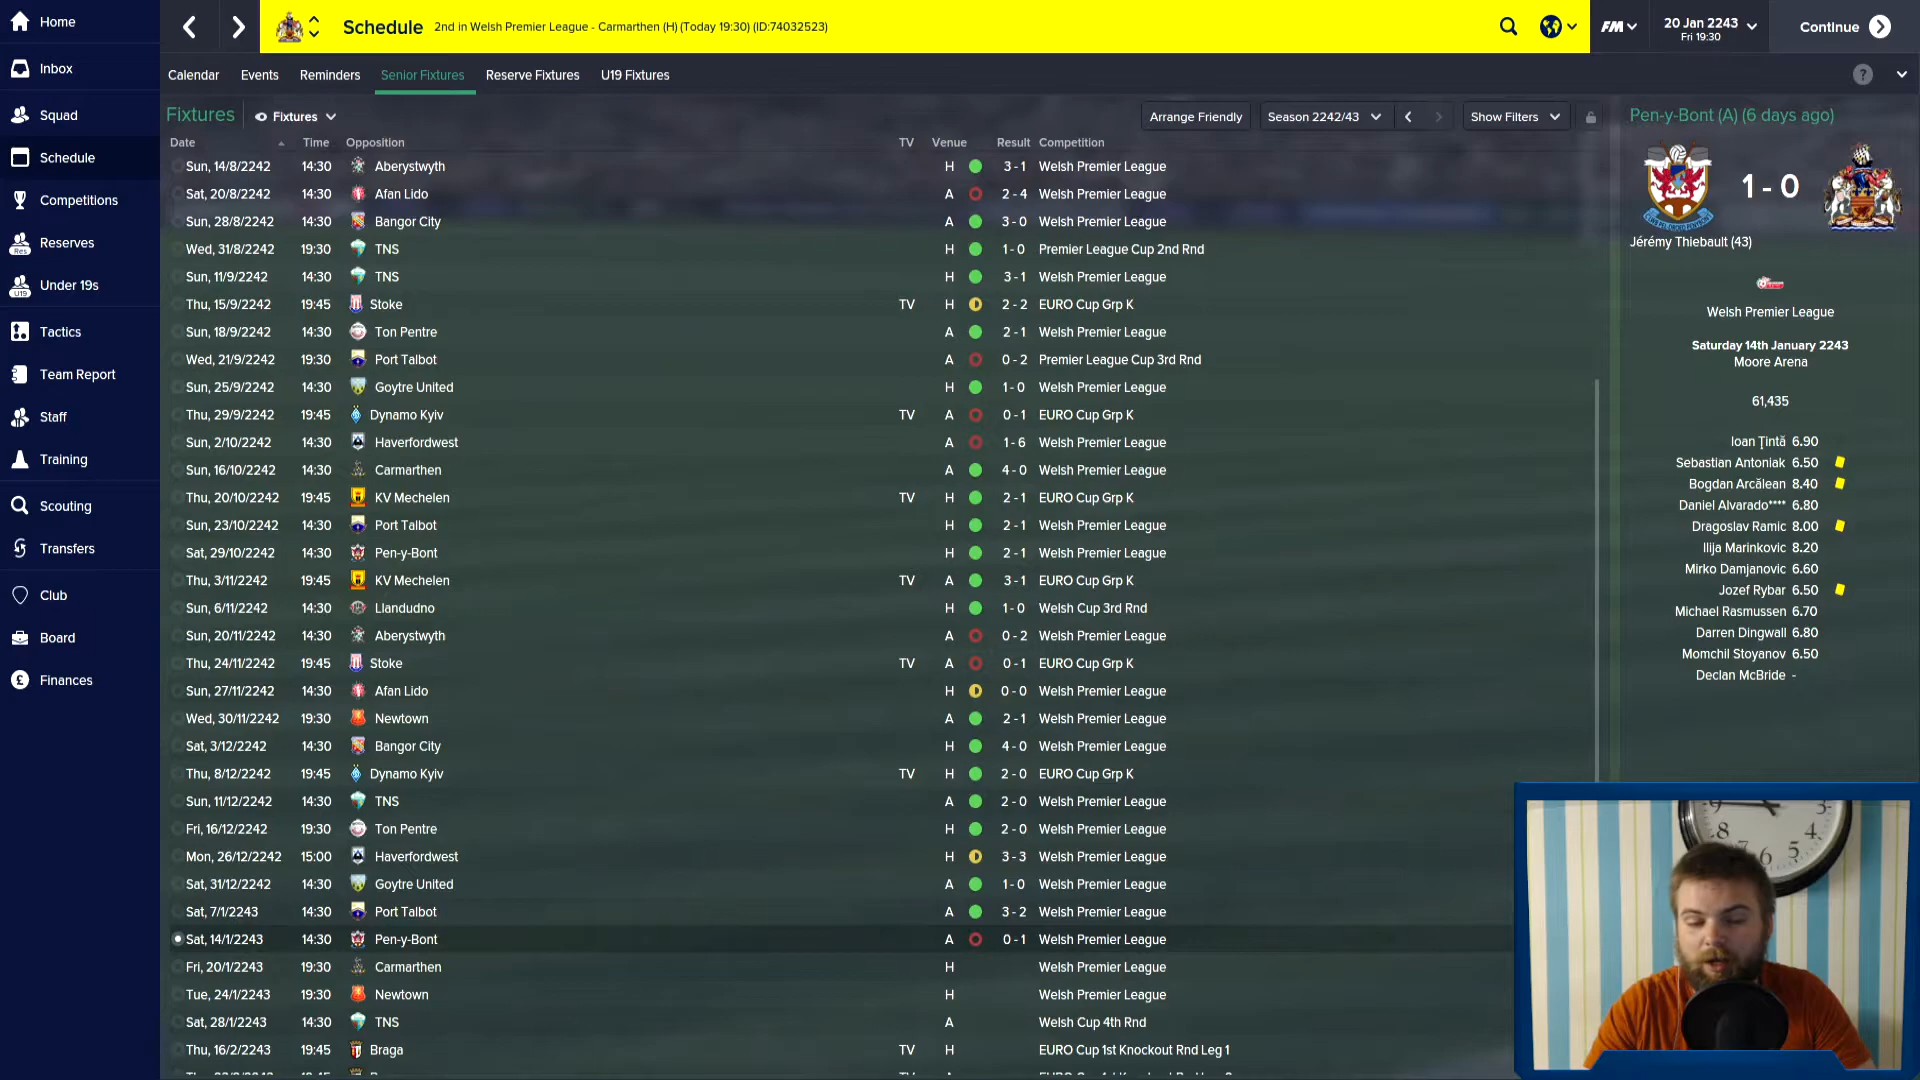 Home
Schedule 2nd in Welsh Premier League - Carmarthen (H) (Today 19:30) (ID:74032523)
FM
20 Jan 2243
Fri 19:30
Continue
Inbox
Squad
Schedule
Competitions
Reserves
Under 19s
Tactics
Team Report
Staff
Training
Scouting
Transfers
Club
Board
Finances
Calendar Events Reminders Senior Fixtures Reserve Fixtures U19 Fixtures
?
Fixtures Fixtures Arrange Friendly Season 2242/43 Show Filters
Date Time Opposition TV Venue Result Competition
Sun, 14/8/2242 14:30 Aberystwyth H 3 - 1 Welsh Premier League
Sat, 20/8/2242 14:30 Afan Lido A 2 - 4 Welsh Premier League
Sun, 28/8/2242 14:30 Bangor City A 3 - 0 Welsh Premier League
Wed, 31/8/2242 19:30 TNS H 1 - 0 Premier League Cup 2nd Rnd
Sun, 11/9/2242 14:30 TNS H 3 - 1 Welsh Premier League
Thu, 15/9/2242 19:45 Stoke TV H 2 - 2 EURO Cup Grp K
Sun, 18/9/2242 14:30 Ton Pentre A 2 - 1 Welsh Premier League
Wed, 21/9/2242 19:30 Port Talbot A 0 - 2 Premier League Cup 3rd Rnd
Sun, 25/9/2242 14:30 Goytre United H 1 - 0 Welsh Premier League
Thu, 29/9/2242 19:45 Dynamo Kyiv TV A 0 - 1 EURO Cup Grp K
Sun, 2/10/2242 14:30 Haverfordwest A 1 - 6 Welsh Premier League
Sun, 16/10/2242 14:30 Carmarthen A 4 - 0 Welsh Premier League
Thu, 20/10/2242 19:45 KV Mechelen TV H 2 - 1 EURO Cup Grp K
Sun, 23/10/2242 14:30 Port Talbot H 2 - 1 Welsh Premier League
Sat, 29/10/2242 14:30 Pen-y-Bont H 2 - 1 Welsh Premier League
Thu, 3/11/2242 19:45 KV Mechelen TV A 3 - 1 EURO Cup Grp K
Sun, 6/11/2242 14:30 Llandudno H 1 - 0 Welsh Cup 3rd Rnd
Sun, 20/11/2242 14:30 Aberystwyth A 0 - 2 Welsh Premier League
Thu, 24/11/2242 19:45 Stoke TV A 0 - 1 EURO Cup Grp K
Sun, 27/11/2242 14:30 Afan Lido H 0 - 0 Welsh Premier League
Wed, 30/11/2242 19:30 Newtown A 2 - 1 Welsh Premier League
Sat, 3/12/2242 14:30 Bangor City H 4 - 0 Welsh Premier League
Thu, 8/12/2242 19:45 Dynamo Kyiv TV H 2 - 0 EURO Cup Grp K
Sun, 11/12/2242 14:30 TNS A 2 - 0 Welsh Premier League
Fri, 16/12/2242 19:30 Ton Pentre H 2 - 0 Welsh Premier League
Mon, 26/12/2242 15:00 Haverfordwest H 3 - 3 Welsh Premier League
Sat, 31/12/2242 14:30 Goytre United A 1 - 0 Welsh Premier League
Sat, 7/1/2243 14:30 Port Talbot A 3 - 2 Welsh Premier League
Sat, 14/1/2243 14:30 Pen-y-Bont A 0 - 1 Welsh Premier League
Fri, 20/1/2243 19:30 Carmarthen H Welsh Premier League
Tue, 24/1/2243 19:30 Newtown H Welsh Premier League
Sat, 28/1/2243 14:30 TNS A Welsh Cup 4th Rnd
Thu, 16/2/2243 19:45 Braga TV H EURO Cup 1st Knockout Rnd Leg 1
Pen-y-Bont (A) (6 days ago)
1 - 0
Jérémy Thiebault (43)
Welsh Premier League
Saturday 14th January 2243
Moore Arena
61,435
Ioan Țintă 6.90
Sebastian Antoniak 6.50
Bogdan Arcălean 8.40
Daniel Alvarado**** 6.80
Dragoslav Ramic 8.00
Ilija Marinkovic 8.20
Mirko Damjanovic 6.60
Jozef Rybar 6.50
Michael Rasmussen 6.70
Darren Dingwall 6.80
Momchil Stoyanov 6.50
Declan McBride -
9 3
8 4
6 5